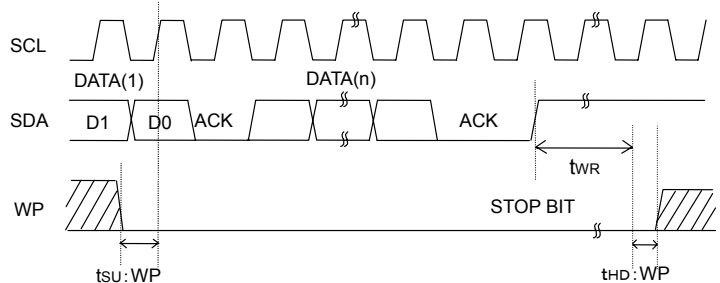 SCL
DATA(1) DATA(n)
SDA D1 D0 ACK ACK
tWR
WP STOP BIT
tSU : WP tHD : WP